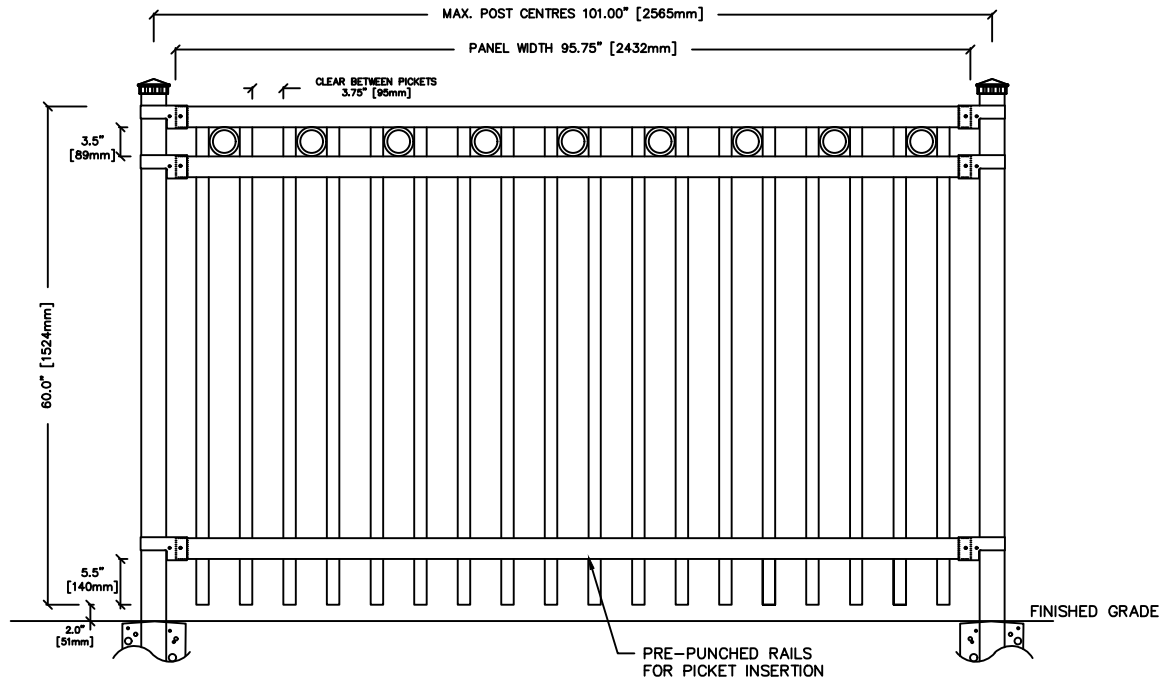 MAX. POST CENTRES 101.00" [2565mm]
PANEL WIDTH 95.75" [2432mm]
CLEAR BETWEEN PICKETS
3.75" [95mm]
3.5"
[89mm]
60.0" [1524mm]
5.5"
[140mm]
2.0"
[51mm]
FINISHED GRADE
PRE-PUNCHED RAILS
FOR PICKET INSERTION